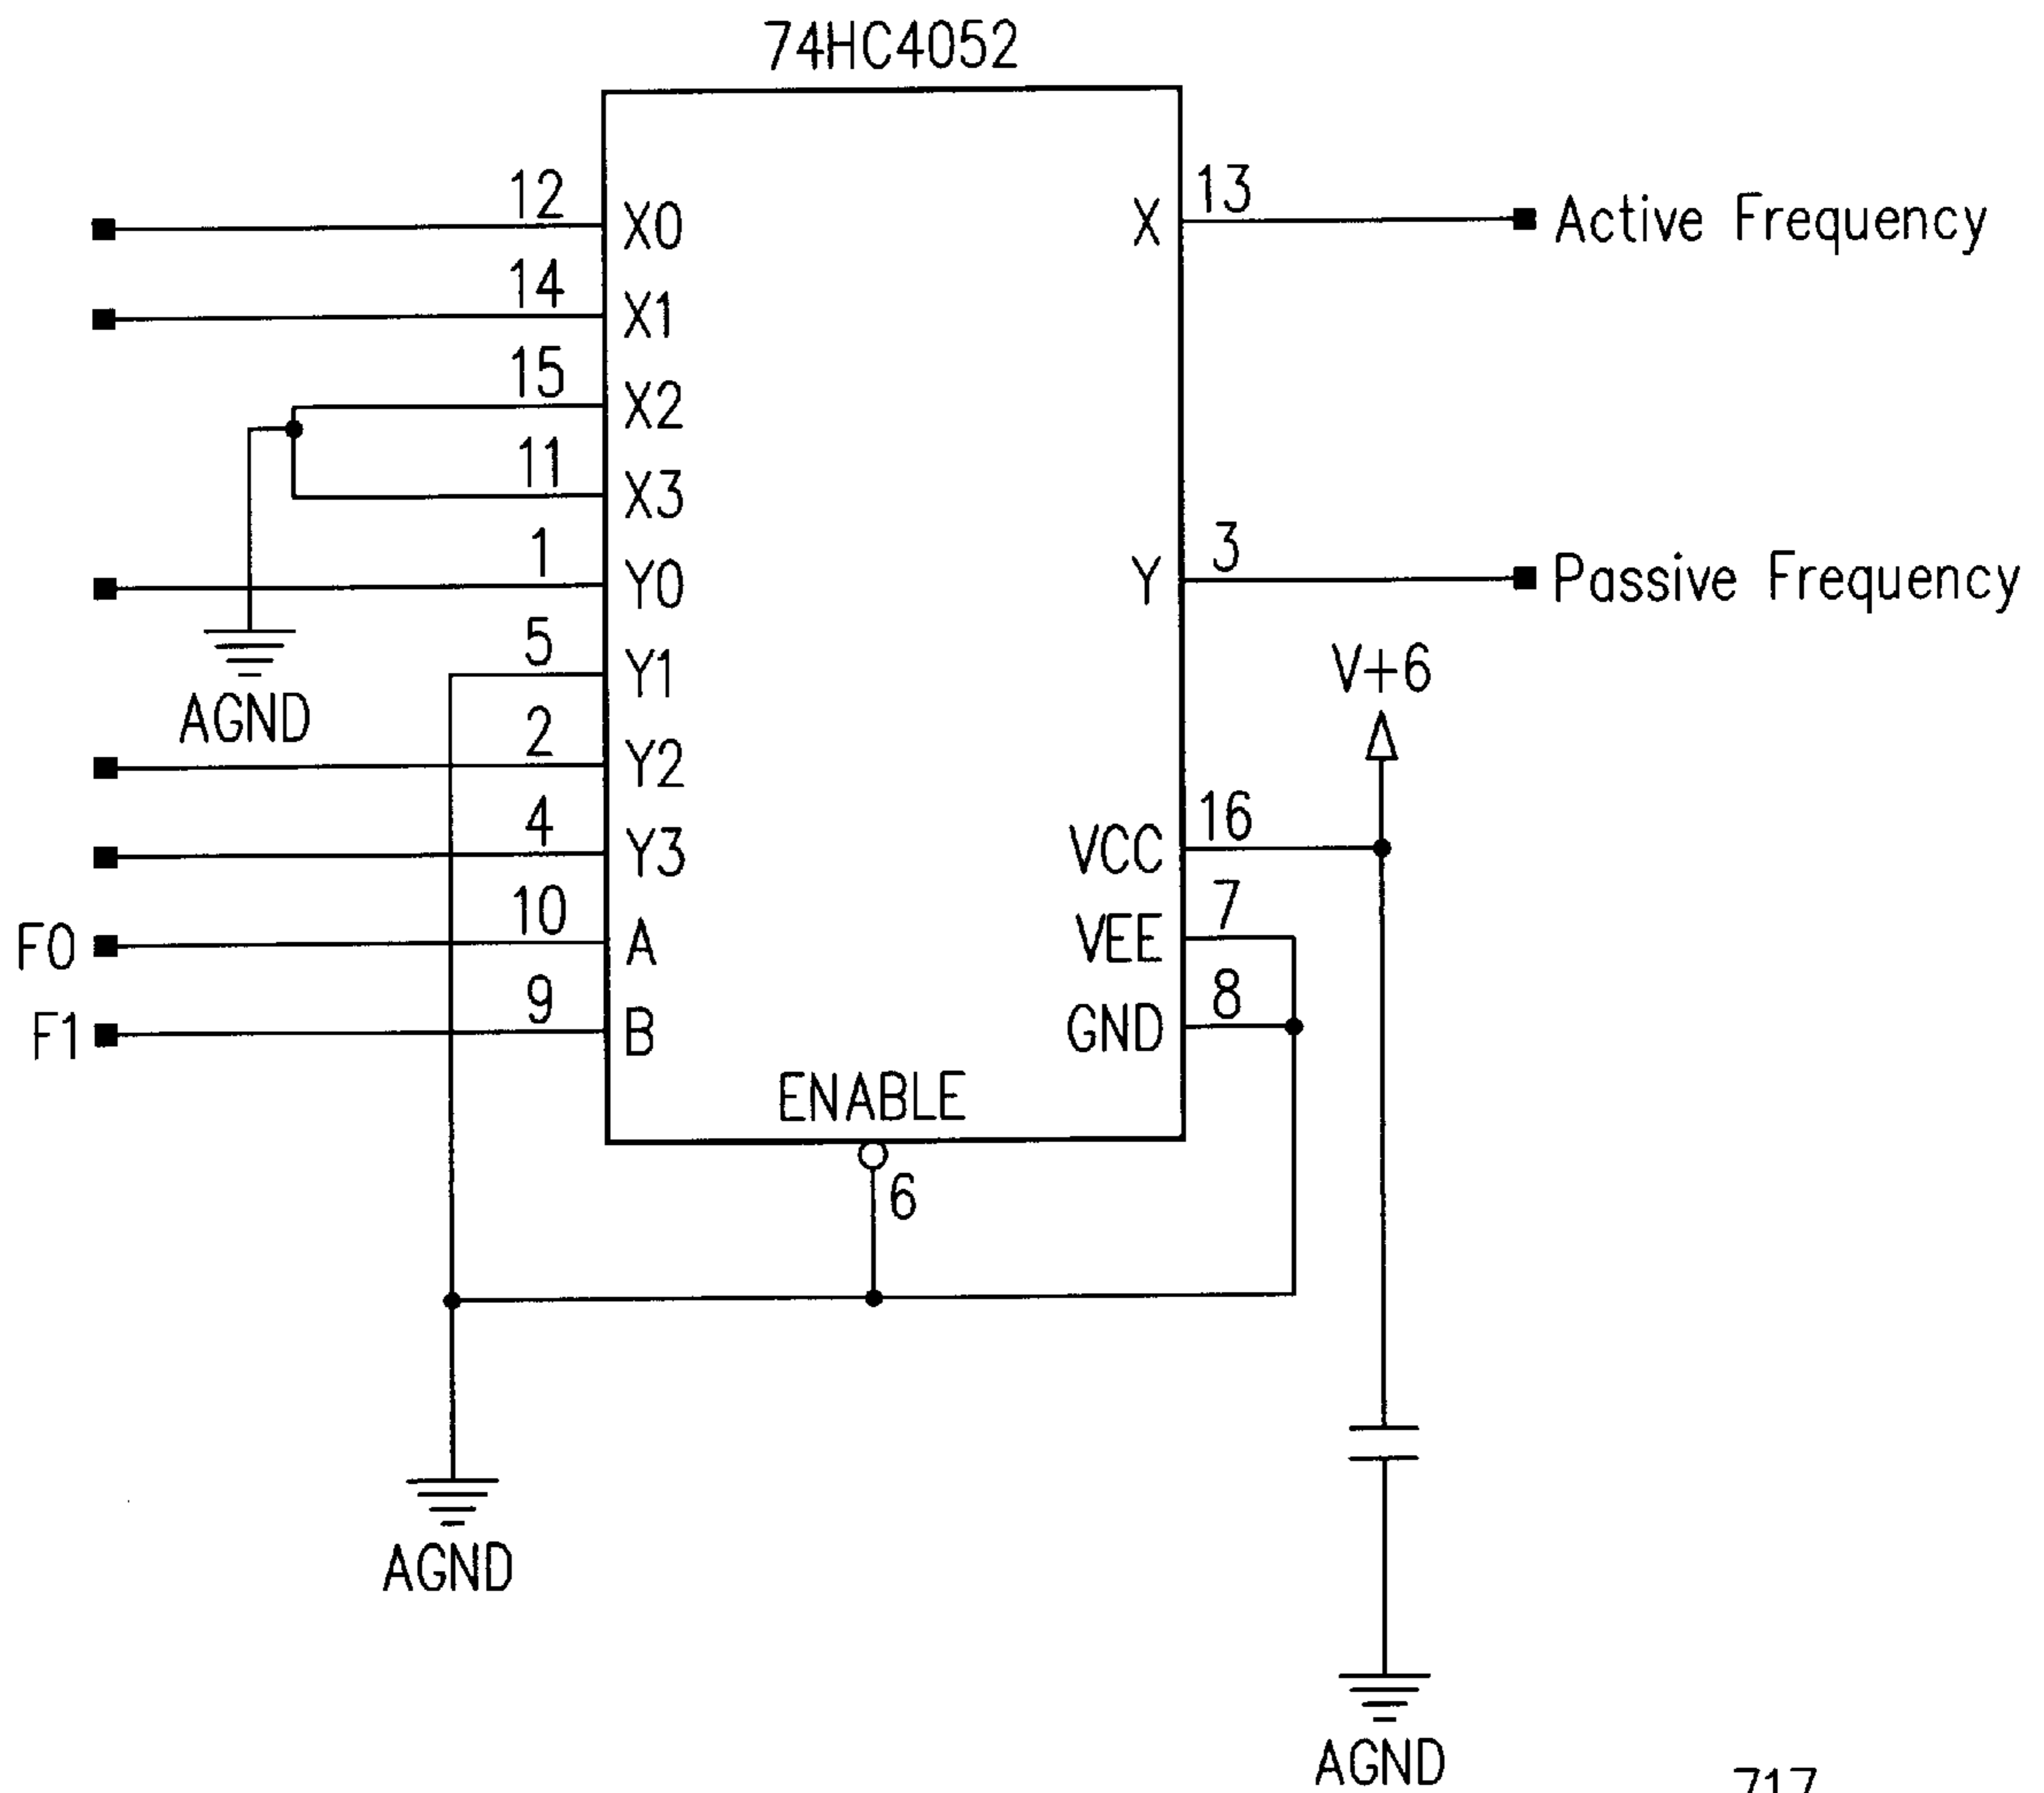 74HC4052
12
X0
X
13
Active Frequency
14
X1
15
X2
11
X3
1
Y0
Y
3
Passive Frequency
5
Y1
V+6
AGND
2
Y2
4
Y3
VCC
16
F0
10
A
VEE
7
F1
9
B
GND
8
ENABLE
6
AGND
AGND
717